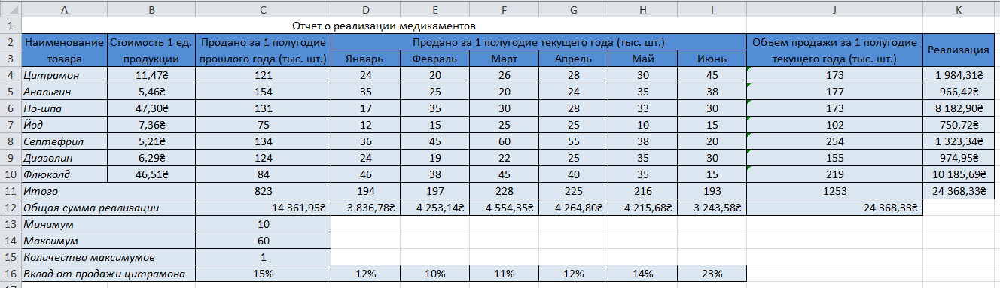 A B C D E F G H I J K
1 Отчет о реализации медикаментов
2 Наименование Стоимость 1 ед. Продано за 1 полугодие Продано за 1 полугодие текущего года (тыс. шт.) Объем продажи за 1 полугодие Реализация
3 товара продукции прошлого года (тыс. шт.) Январь Февраль Март Апрель Май Июнь текущего года (тыс. шт.)
4 Цитрамон 11,47₴ 121 24 20 26 28 30 45 173 1 984,31₴
5 Анальгин 5,46₴ 154 35 25 20 24 35 38 177 966,42₴
6 Но-шпа 47,30₴ 131 17 35 30 28 33 30 173 8 182,90₴
7 Йод 7,36₴ 75 12 15 25 25 10 15 102 750,72₴
8 Септефрил 5,21₴ 134 36 45 60 55 38 20 254 1 323,34₴
9 Диазолин 6,29₴ 124 24 19 22 25 35 30 155 974,95₴
10 Флюколд 46,51₴ 84 46 38 45 40 35 15 219 10 185,69₴
11 Итого 823 194 197 228 225 216 193 1253 24 368,33₴
12 Общая сумма реализации 14 361,95₴ 3 836,78₴ 4 253,14₴ 4 554,35₴ 4 264,80₴ 4 215,68₴ 3 243,58₴ 24 368,33₴
13 Минимум 10
14 Максимум 60
15 Количество максимумов 1
16 Вклад от продажи цитрамона 15% 12% 10% 11% 12% 14% 23%